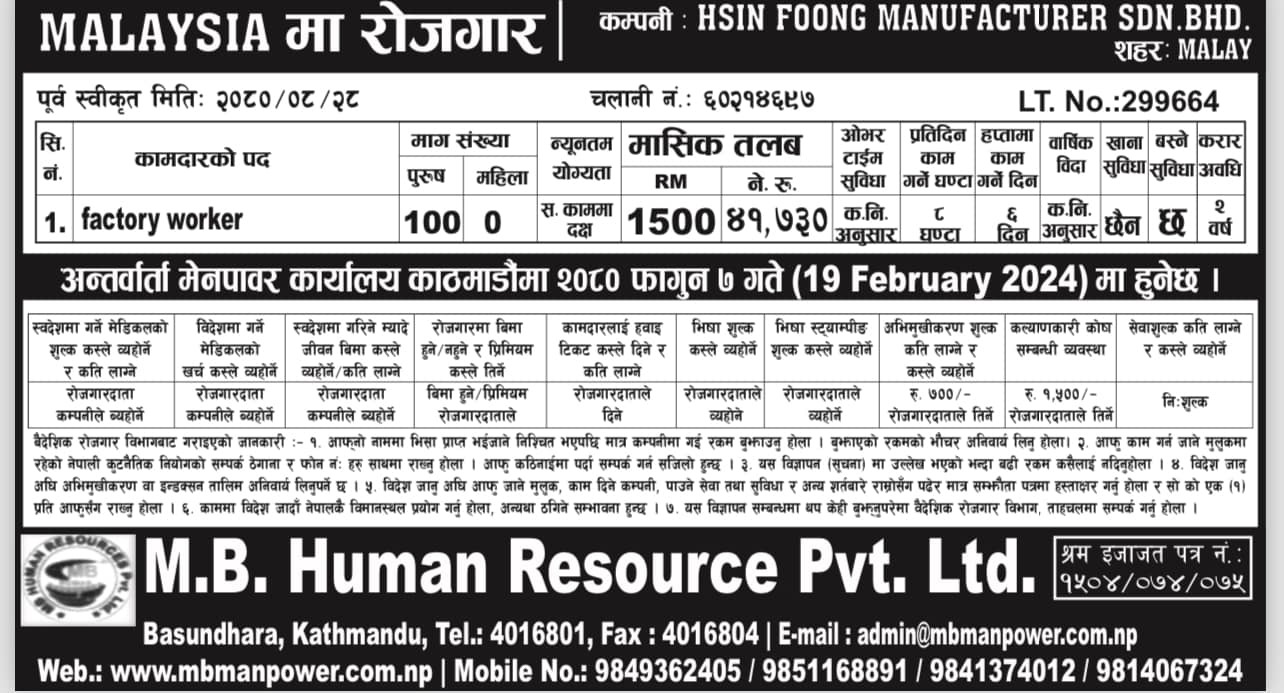 MALAYSIA मा रोजगार
कम्पनी : HSIN FOONG MANUFACTURER SDN.BHD.
शहर: MALAY
पूर्व स्वीकृत मितिः २०८०/०८/२८ चलानी नं.: ६०२१४६९७ LT. No.:299664
सि. नं. कामदारको पद माग संख्या पुरुष महिला न्यूनतम योग्यता मासिक तलब RM ने. रु. ओभर टाईम सुविधा प्रतिदिन काम गर्ने घण्टा हप्तामा काम गर्ने दिन वार्षिक विदा खाना सुविधा बस्ने सुविधा करार अवधि
1. factory worker 100 0 स. काममा दक्ष 1500 ४१,७३० क.नि. अनुसार ८ घण्टा ६ दिन क.नि. अनुसार छैन छ २ वर्ष
अन्तर्वार्ता मेनपावर कार्यालय काठमाडौंमा २०८० फागुन ७ गते (19 February 2024) मा हुनेछ ।
स्वदेशमा गर्ने मेडिकलको शुल्क कस्ले व्यहोर्ने र कति लाग्ने
विदेशमा गर्ने मेडिकलको खर्च कस्ले व्यहोर्ने
स्वदेशमा गरिने म्यादे जीवन बिमा कस्ले व्यहोर्ने/कति लाग्ने
रोजगारमा बिमा हुने/नहुने र प्रिमियम कस्ले तिर्ने
कामदारलाई हवाइ टिकट कस्ले दिने र कति लाग्ने
भिषा शुल्क कस्ले व्यहोर्ने
भिषा स्ट्याम्पीङ शुल्क कस्ले व्यहोर्ने
अभिमुखीकरण शुल्क कति लाग्ने र कस्ले व्यहोर्ने
कल्याणकारी कोष सम्बन्धी व्यवस्था
सेवाशुल्क कति लाग्ने र कस्ले व्यहोर्ने
रोजगारदाता कम्पनीले ब्यहोर्ने
रोजगारदाता कम्पनीले ब्यहोर्ने
रोजगारदाता कम्पनीले ब्यहोर्ने
बिमा हुने/प्रिमियम रोजगारदाताले
रोजगारदाताले दिने
रोजगारदाताले व्यहोने
रोजगारदाताले व्यहोर्ने
रु. ७००/- रोजगारदाताले तिर्ने
रु. १,५००/- रोजगारदाताले तिर्ने
निःशुल्क
बैदेशिक रोजगार विभागबाट गराइएको जानकारी :- १. आफ्नो नाममा भिसा प्राप्त भईजाने निश्चित भएपछि मात्र कम्पनीमा गई रकम बुझाउनु होला । बुझाएको रकमको भौचर अनिवार्य लिनु होला। २. आफु काम गर्न जाने मुलुकमा
रहेको नेपाली कुटनैतिक नियोगको सम्पर्क ठेगाना र फोन नंः हरु साथमा राख्नु होला । आफु कठिनाईमा पर्दा सम्पर्क गर्न सजिलो हुन्छ । ३. यस विज्ञापन (सूचना) मा उल्लेख भएको भन्दा बढी रकम कसैलाई नदिनुहोला । ४. विदेश जानु
अघि अभिमुखीकरण वा इन्डक्सन तालिम अनिवार्य लिनुपर्ने छ । ५. विदेश जानु अघि आफु जाने मुलुक, काम दिने कम्पनी, पाउने सेवा तथा सुविधा र अन्य शर्तबारे राम्रोसँग पढेर मात्र सम्झौता पत्रमा हस्ताक्षर गर्नु होला र सो को एक (१)
प्रति आफुसँग राख्नु होला । ६. काममा विदेश जादाँ नेपालकै विमानस्थल प्रयोग गर्नु होला, अन्यथा ठगिने सम्भावना हुन्छ । ७. यस विज्ञापन सम्बन्धमा थप केही बुझ्नुपरेमा वैदेशिक रोजगार विभाग, ताहचलमा सम्पर्क गर्नु होला ।
MB HUMAN RESOURCES Pvt. Ltd.
MB
M.B. Human Resource Pvt. Ltd.
श्रम इजाजत पत्र नं.:
१५०४/०७४/०७५
Basundhara, Kathmandu, Tel.: 4016801, Fax : 4016804 | E-mail : admin@mbmanpower.com.np
Web.: www.mbmanpower.com.np | Mobile No.: 9849362405 / 9851168891 / 9841374012 / 9814067324